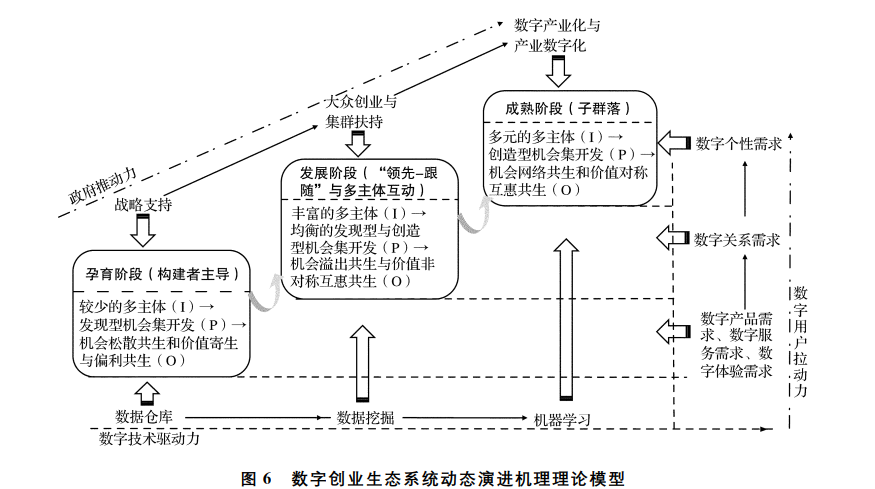 数字产业化与
产业数字化
大众创业与
集群扶持
政府推动力
战略支持
成熟阶段（子群落）
多元的多主体（I）→
创造型机会集开发（P）→
机会网络共生和价值对称
互惠共生（O）
发展阶段（“领先-跟
随”与多主体互动）
丰富的多主体（I）→
均衡的发现型与创造
型机会集开发（P）→
机会溢出共生与价值非
对称互惠共生（O）
孕育阶段（构建者主导）
较少的多主体（I）→
发现型机会集开发（P）→
机会松散共生和价值寄生
与偏利共生（O）
数字个性需求
数字关系需求
数字产品需
求、数字服
务需求、数
字体验需求
数字用户拉动力
数据仓库
数据挖掘
机器学习
数字技术驱动力
图 6 数字创业生态系统动态演进机理理论模型